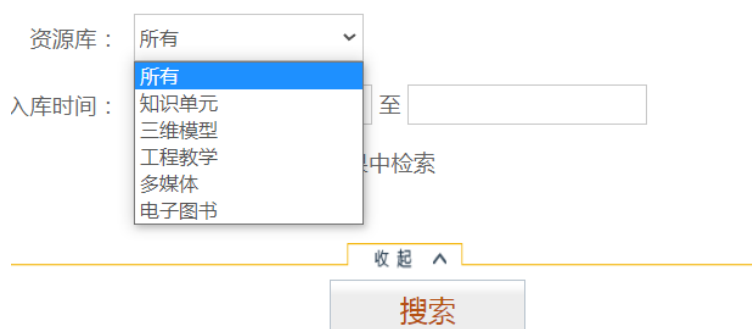 资源库： 所有
所有
入库时间： 知识单元 至
三维模型
工程教学
果中检索
多媒体
电子图书
收起
搜索